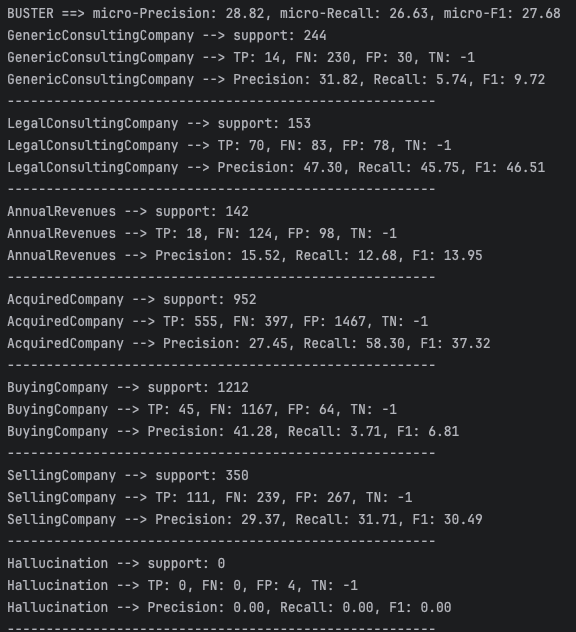 BUSTER ==> micro-Precision: 28.82, micro-Recall: 26.63, micro-F1: 27.68
GenericConsultingCompany --> support: 244
GenericConsultingCompany --> TP: 14, FN: 230, FP: 30, TN: -1
GenericConsultingCompany --> Precision: 31.82, Recall: 5.74, F1: 9.72
-------------------------------------------------------
LegalConsultingCompany --> support: 153
LegalConsultingCompany --> TP: 70, FN: 83, FP: 78, TN: -1
LegalConsultingCompany --> Precision: 47.30, Recall: 45.75, F1: 46.51
-------------------------------------------------------
AnnualRevenues --> support: 142
AnnualRevenues --> TP: 18, FN: 124, FP: 98, TN: -1
AnnualRevenues --> Precision: 15.52, Recall: 12.68, F1: 13.95
-------------------------------------------------------
AcquiredCompany --> support: 952
AcquiredCompany --> TP: 555, FN: 397, FP: 1467, TN: -1
AcquiredCompany --> Precision: 27.45, Recall: 58.30, F1: 37.32
-------------------------------------------------------
BuyingCompany --> support: 1212
BuyingCompany --> TP: 45, FN: 1167, FP: 64, TN: -1
BuyingCompany --> Precision: 41.28, Recall: 3.71, F1: 6.81
-------------------------------------------------------
SellingCompany --> support: 350
SellingCompany --> TP: 111, FN: 239, FP: 267, TN: -1
SellingCompany --> Precision: 29.37, Recall: 31.71, F1: 30.49
-------------------------------------------------------
Hallucination --> support: 0
Hallucination --> TP: 0, FN: 0, FP: 4, TN: -1
Hallucination --> Precision: 0.00, Recall: 0.00, F1: 0.00
-------------------------------------------------------